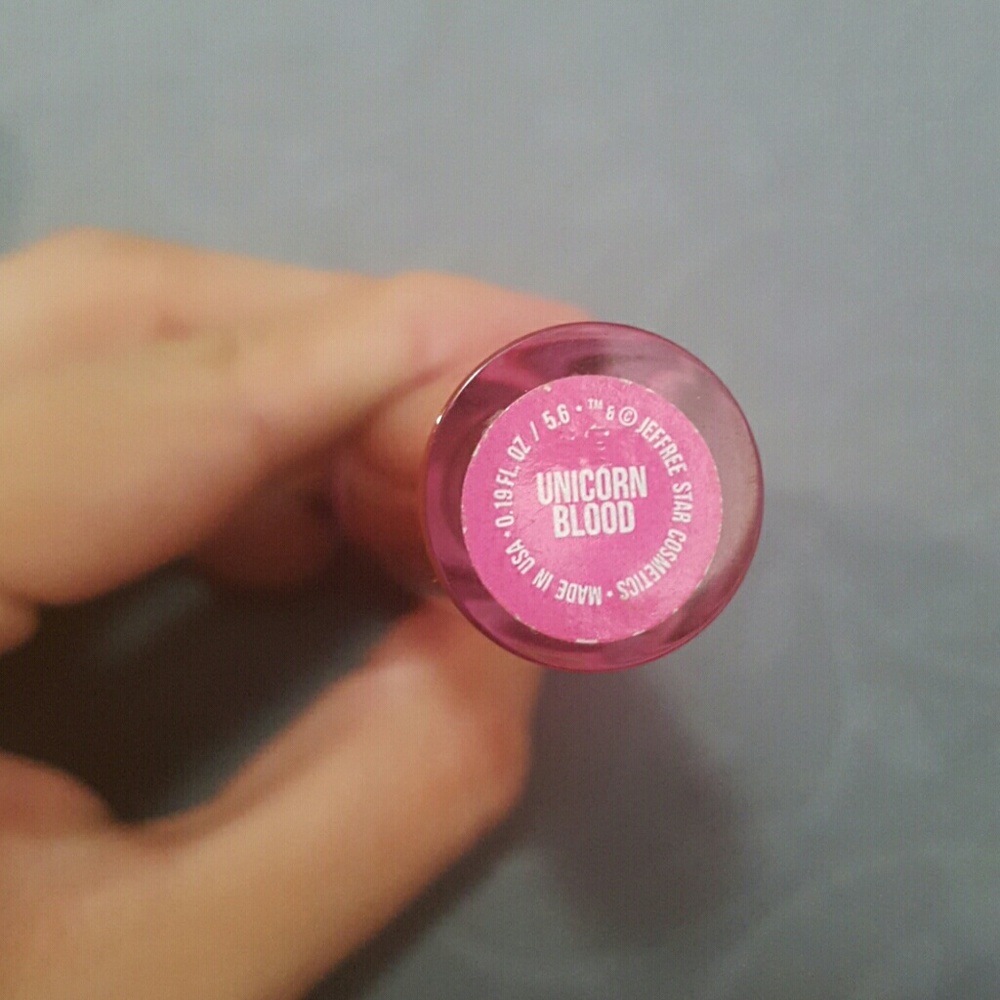 UNICORN
BLOOD
0.19 FL. OZ / 5.6 • ™ & © JEFFREE STAR COSMETICS • MADE IN USA •